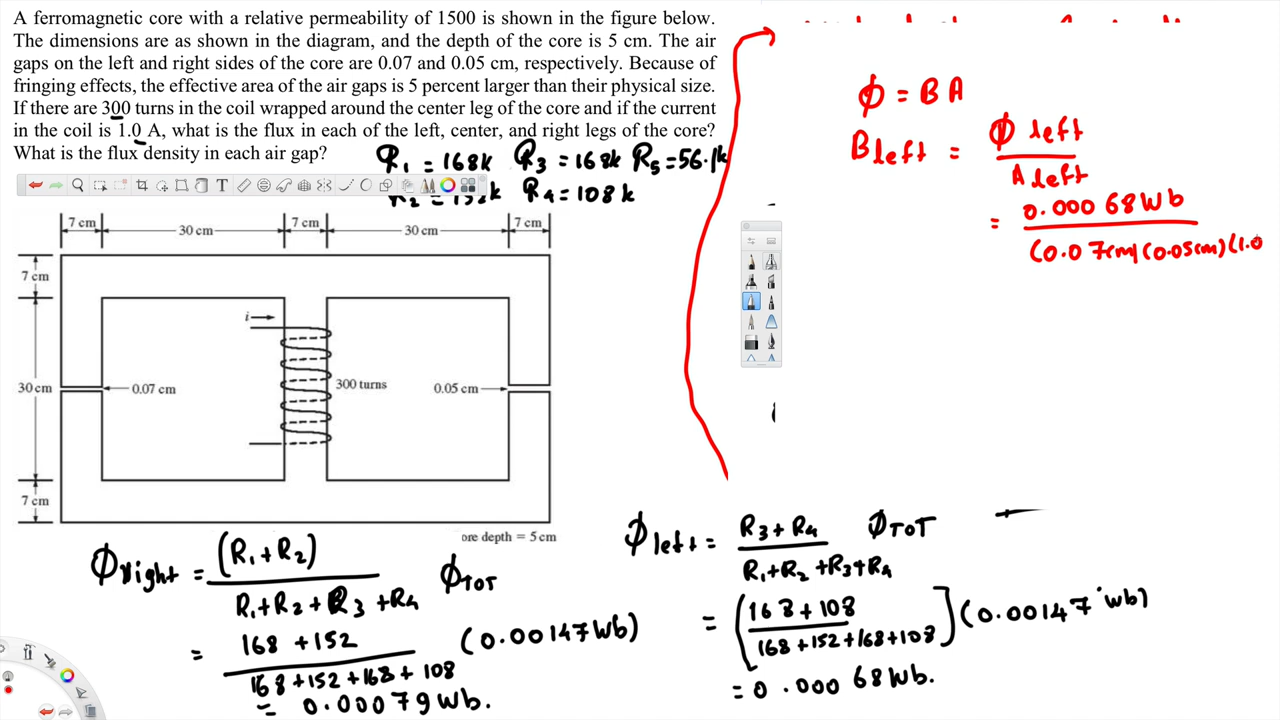 A ferromagnetic core with a relative permeability of 1500 is shown in the figure below.
The dimensions are as shown in the diagram, and the depth of the core is 5 cm. The air
gaps on the left and right sides of the core are 0.07 and 0.05 cm, respectively. Because of
fringing effects, the effective area of the air gaps is 5 percent larger than their physical size.
If there are 300 turns in the coil wrapped around the center leg of the core and if the current
in the coil is 1.0 A, what is the flux in each of the left, center, and right legs of the core?
What is the flux density in each air gap?
R1 = 168k R3 = 168k R5 = 56.1k
R4 = 108k
7 cm 30 cm 7 cm 30 cm 7 cm
7 cm
i
30 cm 0.07 cm 300 turns 0.05 cm
7 cm
ore depth = 5 cm
ϕright = (R1 + R2) / R1 + R2 + R3 + R4 ϕTOT
= 168 + 152 / 168 + 152 + 168 + 108 (0.00147 Wb)
= 0.00079 Wb.
ϕleft = R3 + R4 / R1 + R2 + R3 + R4 ϕTOT
= [168 + 108 / 168 + 152 + 168 + 108] (0.00147 Wb)
= 0.00068 Wb.
ϕ = BA
Bleft = ϕleft / Aleft
= 0.00068 Wb / (0.07cm)(0.05cm)(1.0